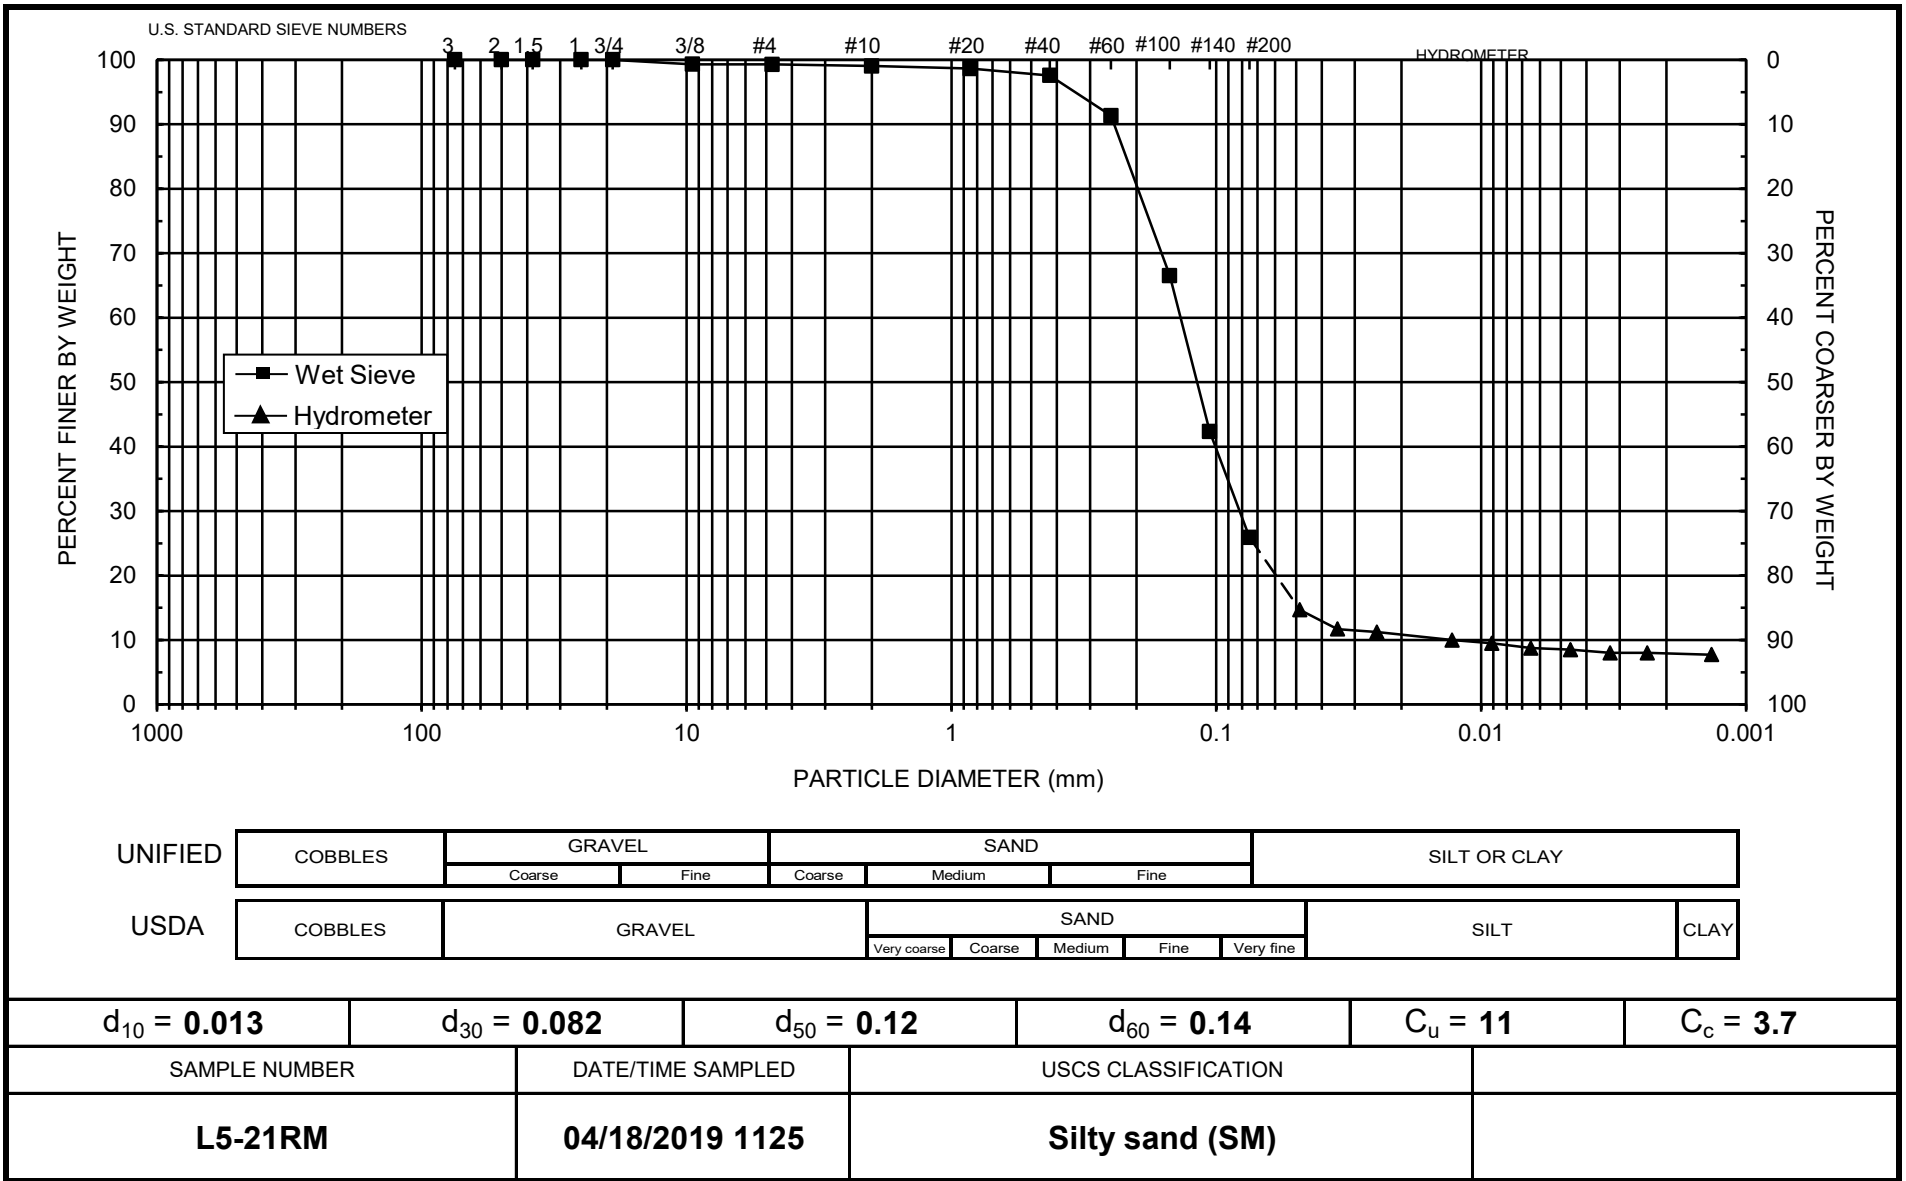 U.S. STANDARD SIEVE NUMBERS
3 2 1.5 1 3/4 3/8 #4 #10 #20 #40 #60 #100 #140 #200
HYDROMETER
100 0
90 10
80 20
70 30
60 40
50 50
40 60
30 70
20 80
10 90
0 100
PERCENT FINER BY WEIGHT
PERCENT COARSER BY WEIGHT
Wet Sieve
Hydrometer
1000 100 10 1 0.1 0.01 0.001
PARTICLE DIAMETER (mm)
UNIFIED
COBBLES GRAVEL SAND SILT OR CLAY
Coarse Fine Coarse Medium Fine
USDA
COBBLES GRAVEL SAND SILT CLAY
Very coarse Coarse Medium Fine Very fine
d10 = 0.013 d30 = 0.082 d50 = 0.12 d60 = 0.14 Cu = 11 Cc = 3.7
SAMPLE NUMBER DATE/TIME SAMPLED USCS CLASSIFICATION
L5-21RM 04/18/2019 1125 Silty sand (SM)